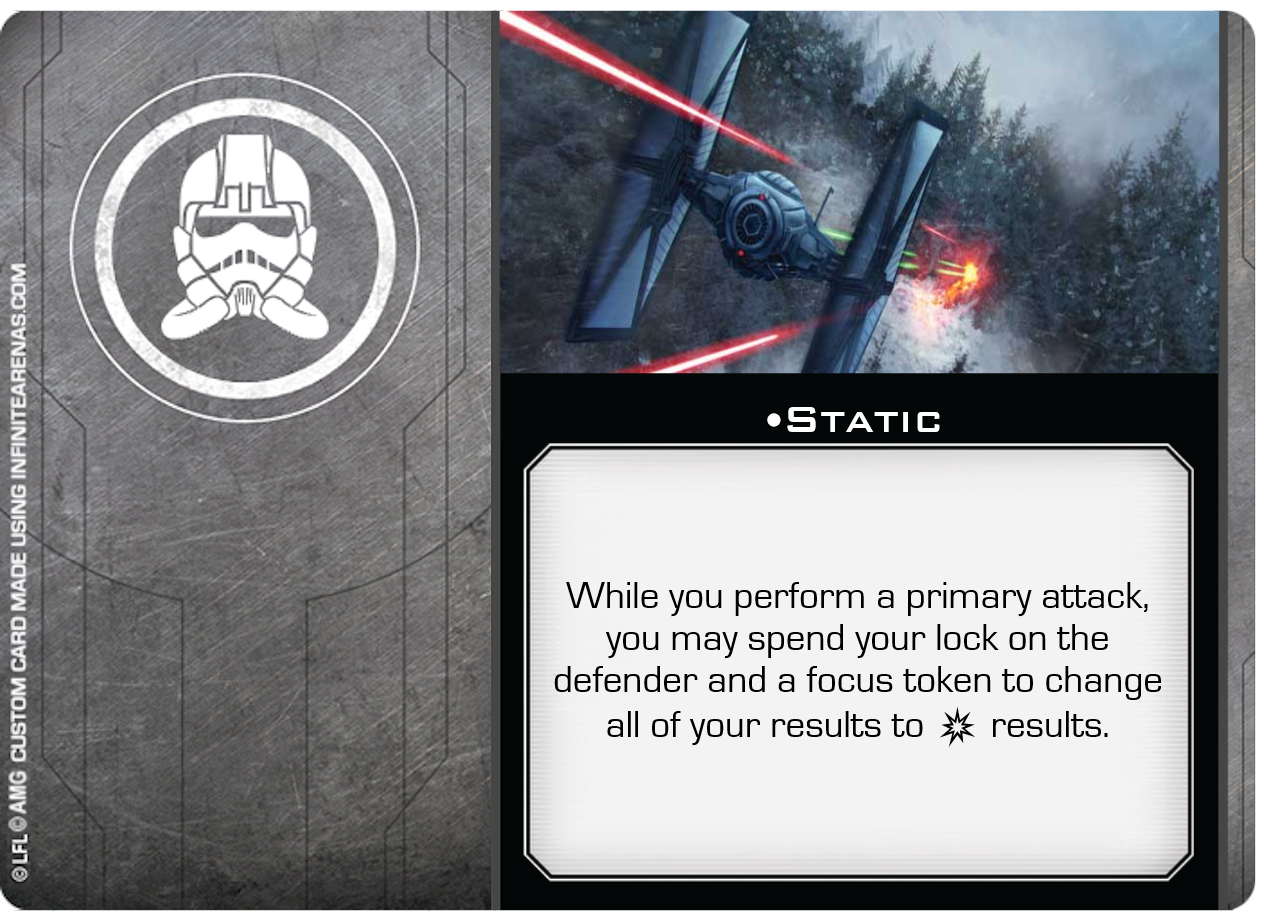 •Static
While you perform a primary attack,
you may spend your lock on the
defender and a focus token to change
all of your results to results.
©LFL©AMG CUSTOM CARD MADE USING INFINITEARENAS.COM